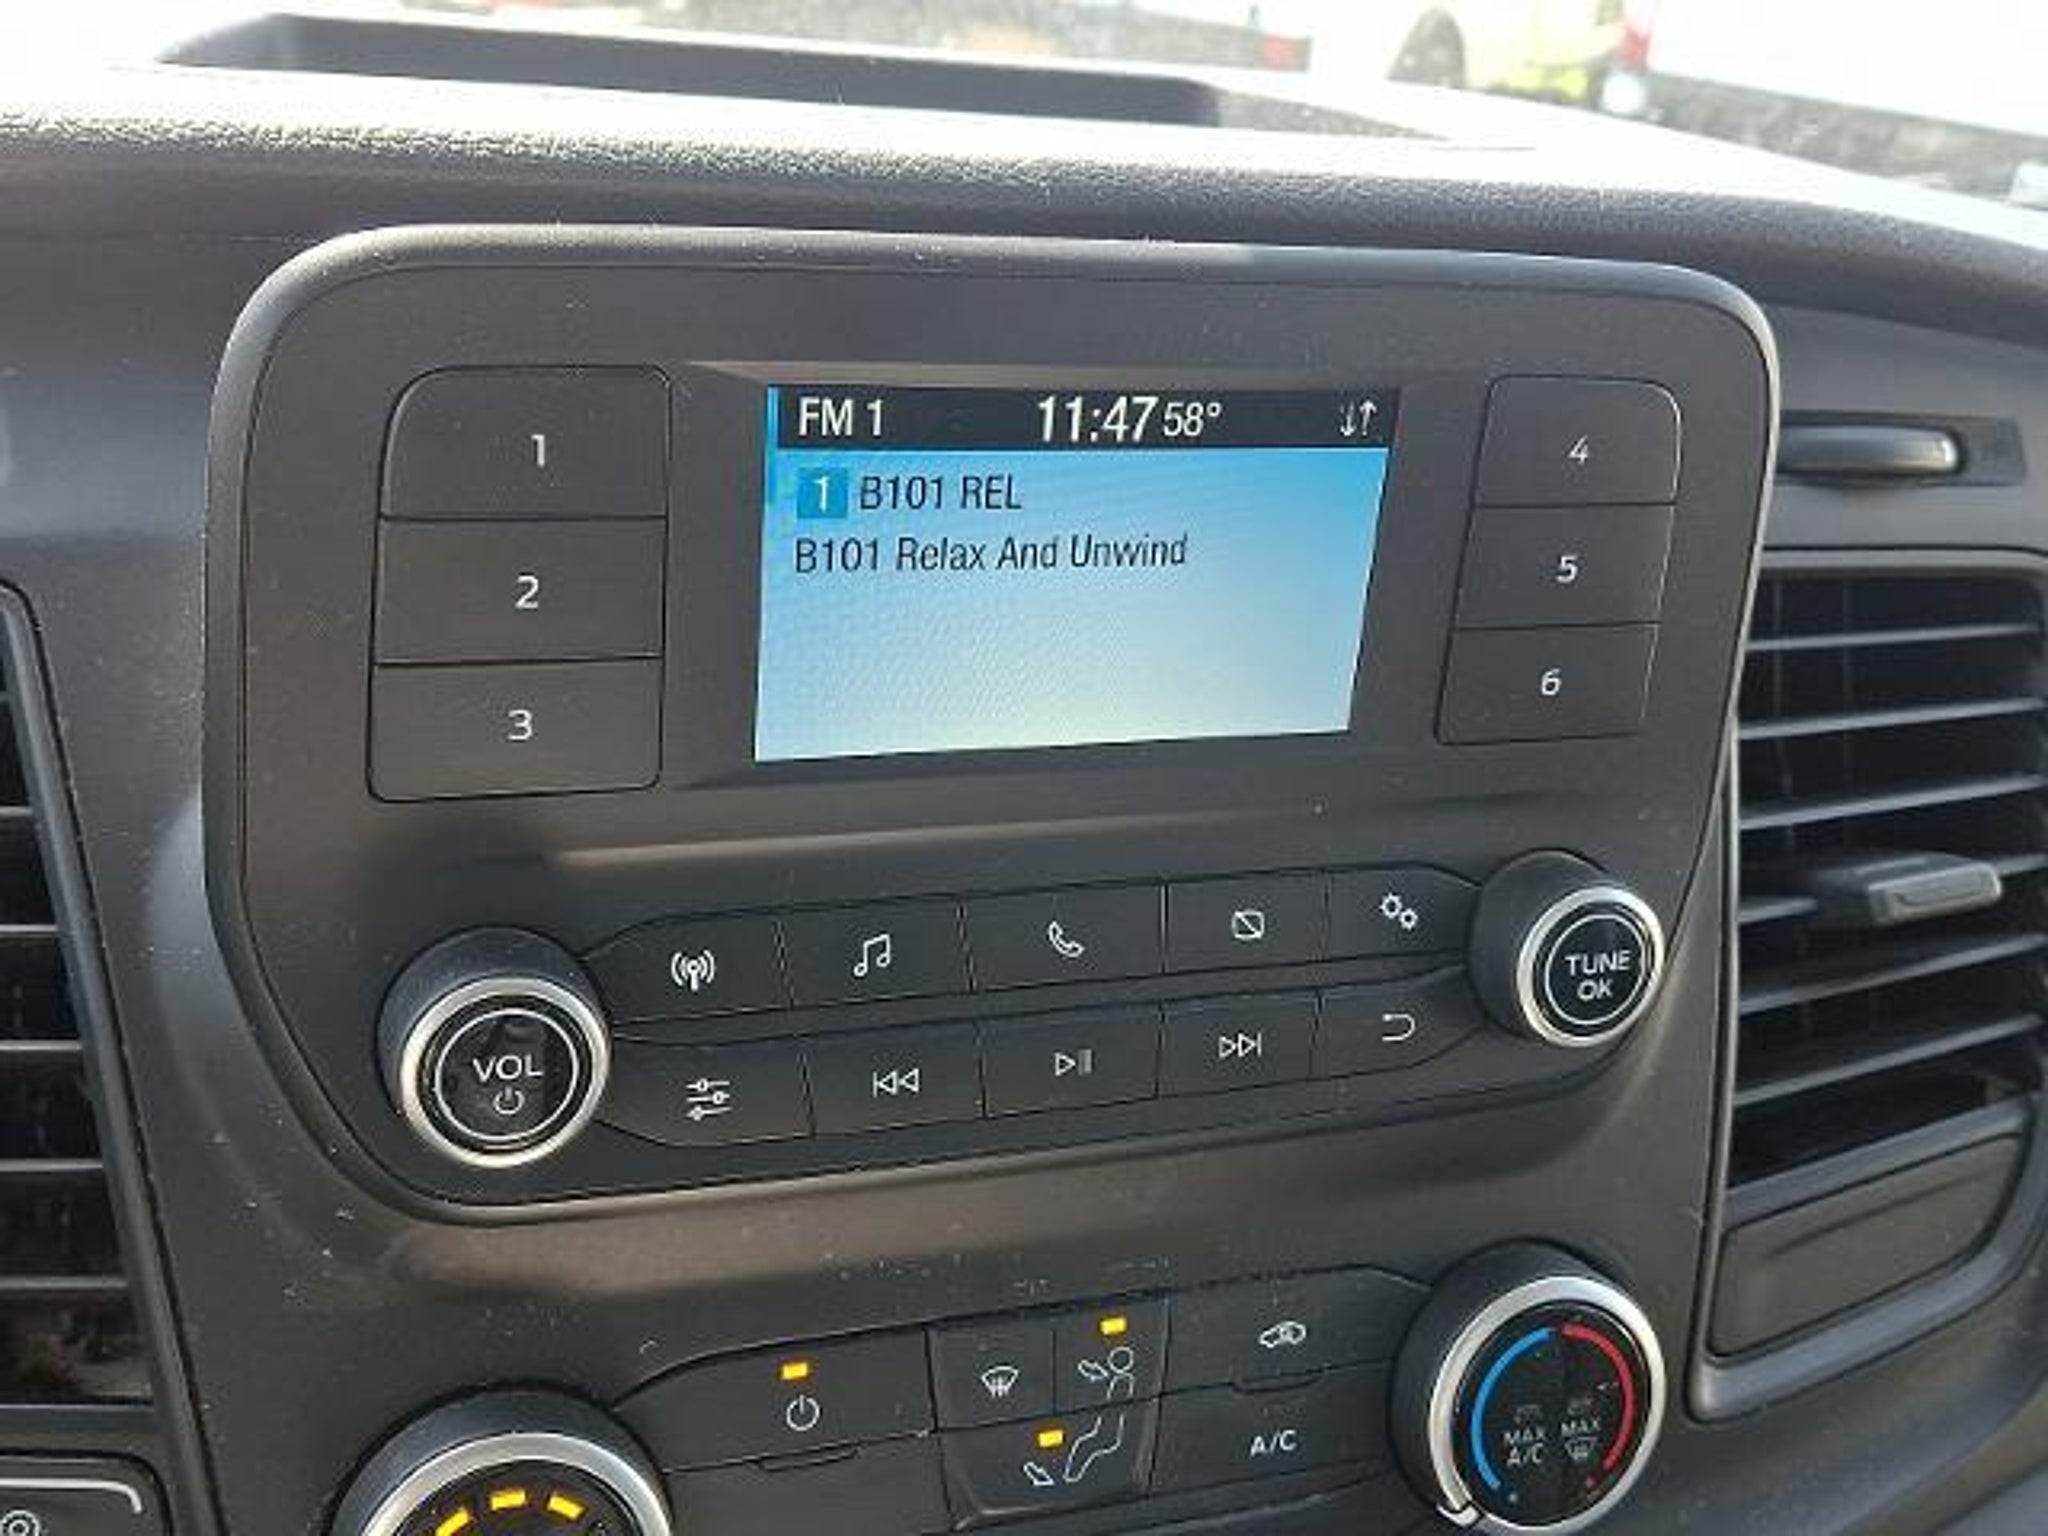 FM 1 11:47 58°
1 B101 REL
B101 Relax And Unwind
1
2
3
4
5
6
VOL
TUNE
OK
A/C
MAX MAX
A/C